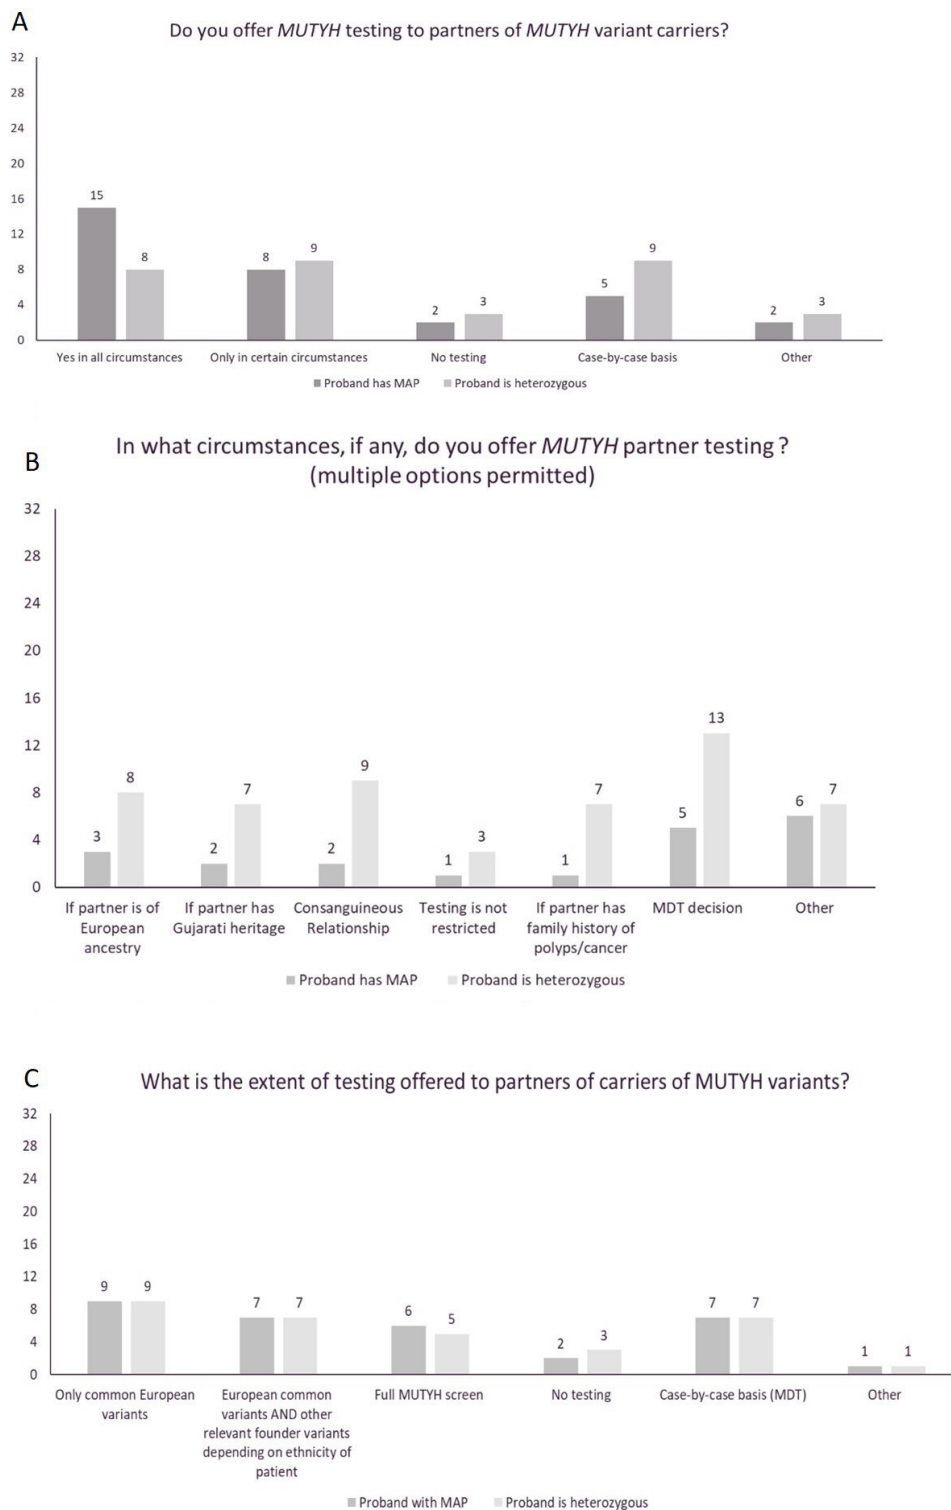 A
Do you offer MUTYH testing to partners of MUTYH variant carriers?
32
28
24
20
16
12
8
4
0
15
8
8
9
2
3
5
9
2
3
Yes in all circumstances
Only in certain circumstances
No testing
Case-by-case basis
Other
Proband has MAP
Proband is heterozygous
B
In what circumstances, if any, do you offer MUTYH partner testing ?
(multiple options permitted)
32
28
24
20
16
12
8
4
0
3
8
2
7
2
9
1
3
1
7
5
13
6
7
If partner is of
European
ancestry
If partner has
Gujarati heritage
Consanguineous
Relationship
Testing is not
restricted
If partner has
family history of
polyps/cancer
MDT decision
Other
Proband has MAP
Proband is heterozygous
C
What is the extent of testing offered to partners of carriers of MUTYH variants?
32
28
24
20
16
12
8
4
0
9
9
7
7
6
5
2
3
7
7
1
1
Only common European
variants
European common
variants AND other
relevant founder variants
depending on ethnicity of
patient
Full MUTYH screen
No testing
Case-by-case basis (MDT)
Other
Proband with MAP
Proband is heterozygous